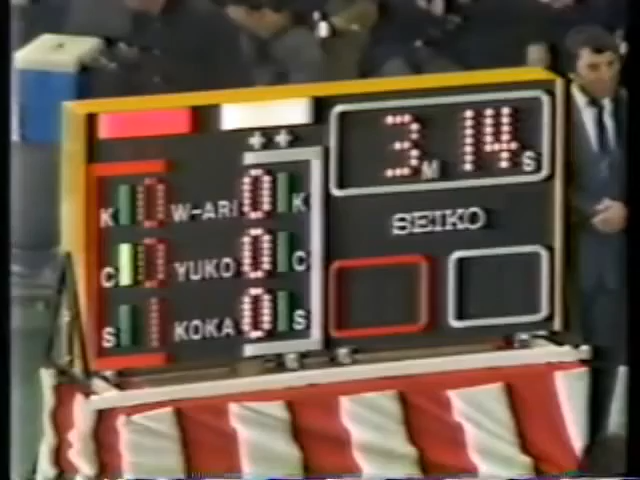 3M 14S
K 0 W-ARI 0 K
SEIKO
C 0 YUKO 0 C
S 1 KOKA 0 S